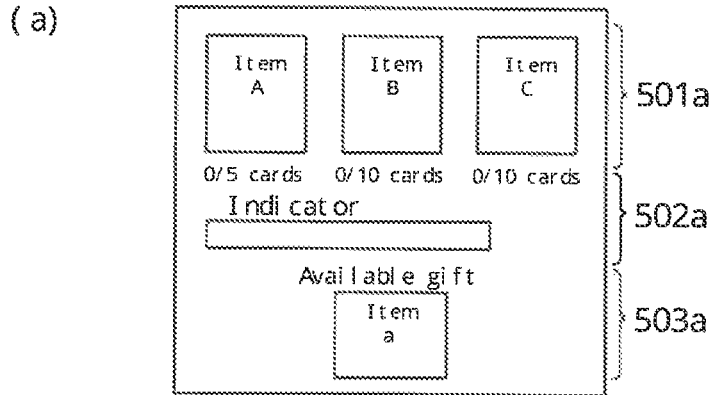 (a)
Item Item Item
A B C
501a
0/5 cards 0/10 cards 0/10 cards
Indicator
502a
Available gift
Item
a
503a